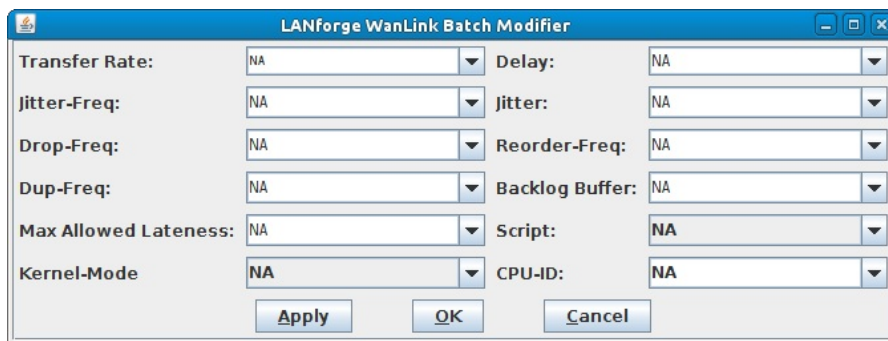 LANforge WanLink Batch Modifier
Transfer Rate: NA Delay: NA
Jitter-Freq: NA Jitter: NA
Drop-Freq: NA Reorder-Freq: NA
Dup-Freq: NA Backlog Buffer: NA
Max Allowed Lateness: NA Script: NA
Kernel-Mode NA CPU-ID: NA
Apply OK Cancel